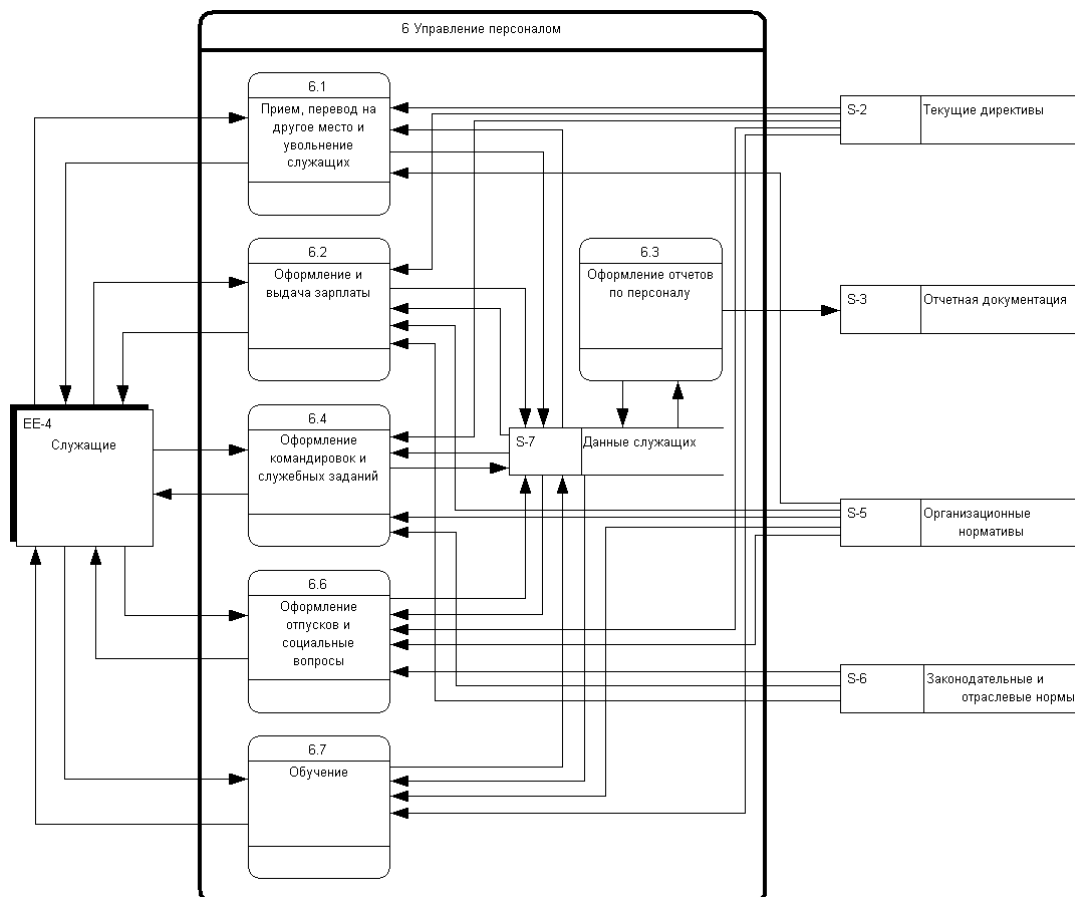 6 Управление персоналом
6.1
Прием, перевод на
другое место и
увольнение
служащих
S-2
Текущие директивы
6.2
Оформление и
выдача зарплаты
6.3
Оформление отчетов
по персоналу
S-3
Отчетная документация
EE-4
Служащие
6.4
Оформление
командировок и
служебных заданий
S-7
Данные служащих
S-5
Организационные
нормативы
6.6
Оформление
отпусков и
социальные
вопросы
S-6
Законодательные и
отраслевые нормы
6.7
Обучение